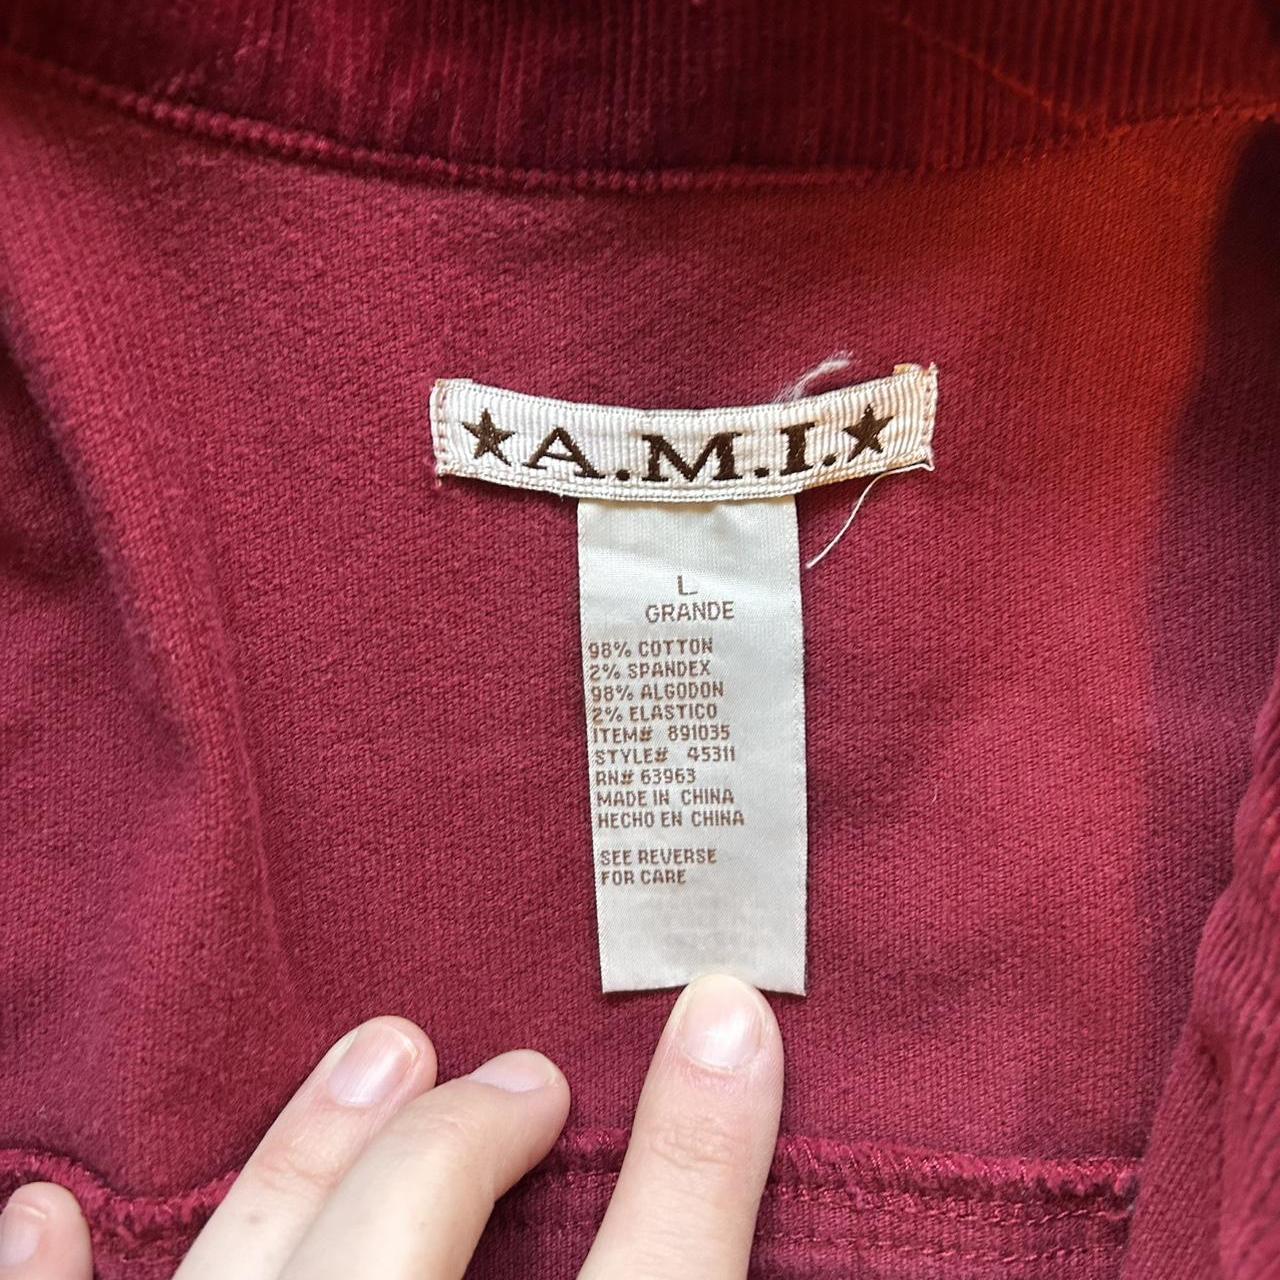 ★A.M.I.★
L
GRANDE
98% COTTON
2% SPANDEX
98% ALGODON
2% ELASTICO
ITEM# 891035
STYLE# 45311
RN# 63963
MADE IN CHINA
HECHO EN CHINA
SEE REVERSE
FOR CARE